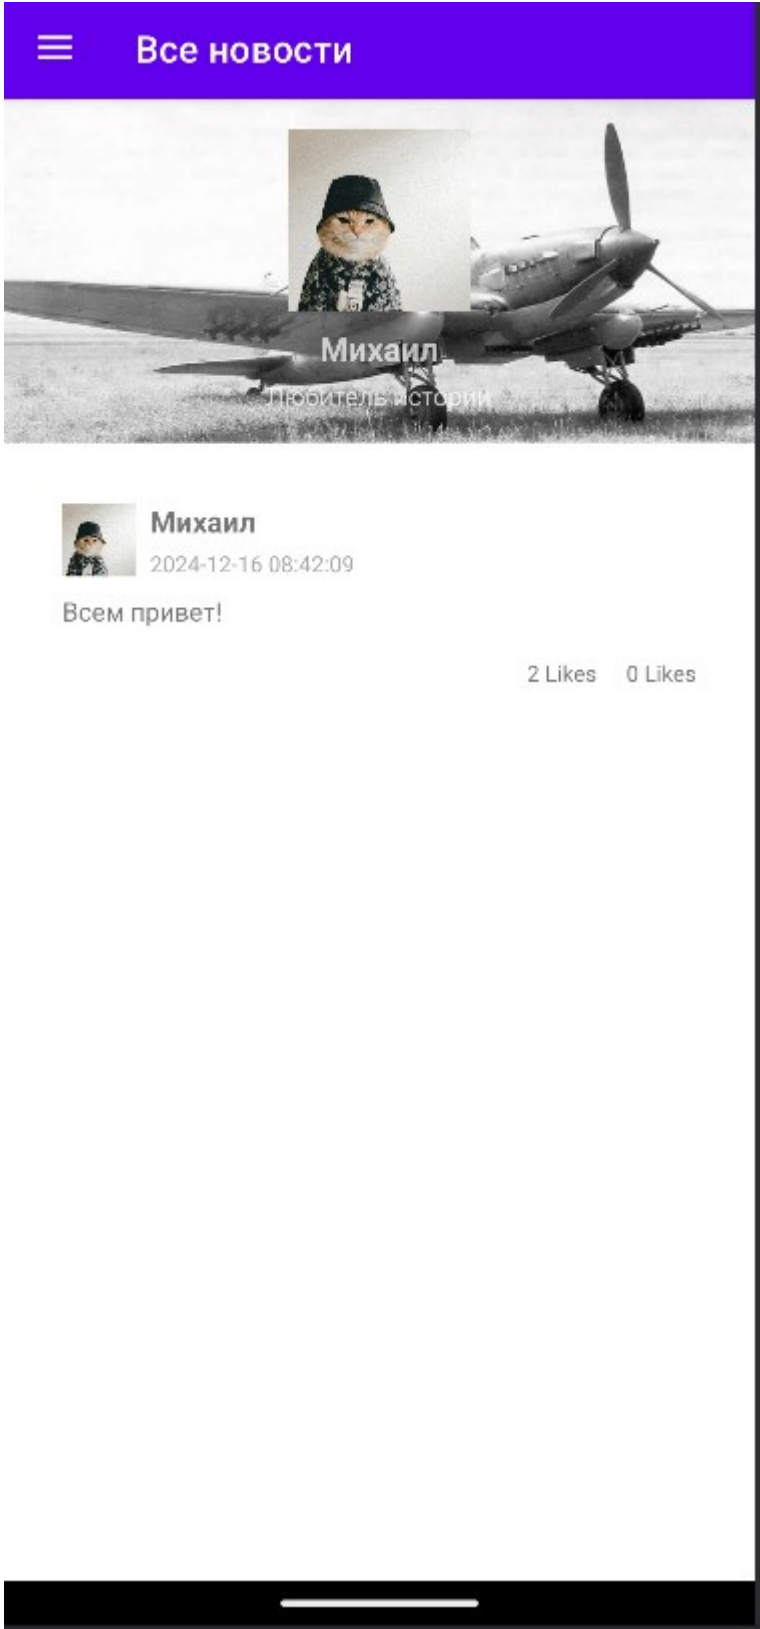 Все новости
Михаил
Любитель истории
Михаил
2024-12-16 08:42:09
Всем привет!
2 Likes 0 Likes